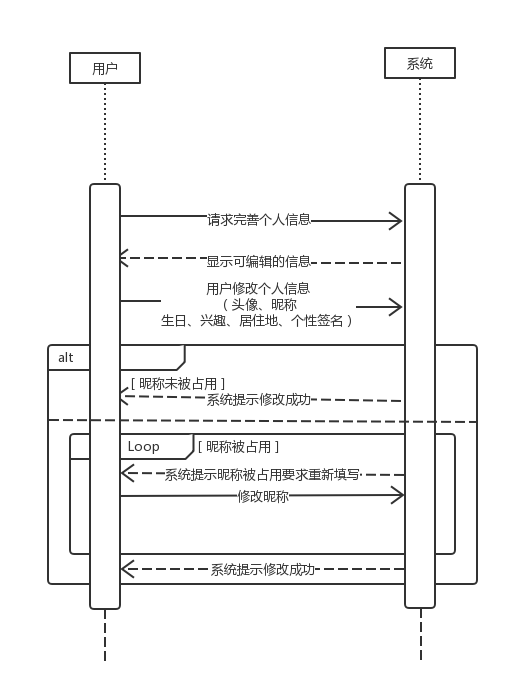 用户
系统
请求完善个人信息
显示可编辑的信息
用户修改个人信息
（头像、昵称
生日、兴趣、居住地、个性签名）
alt
[ 昵称未被占用 ]
系统提示修改成功
Loop
[ 昵称被占用 ]
系统提示昵称被占用要求重新填写
修改昵称
系统提示修改成功